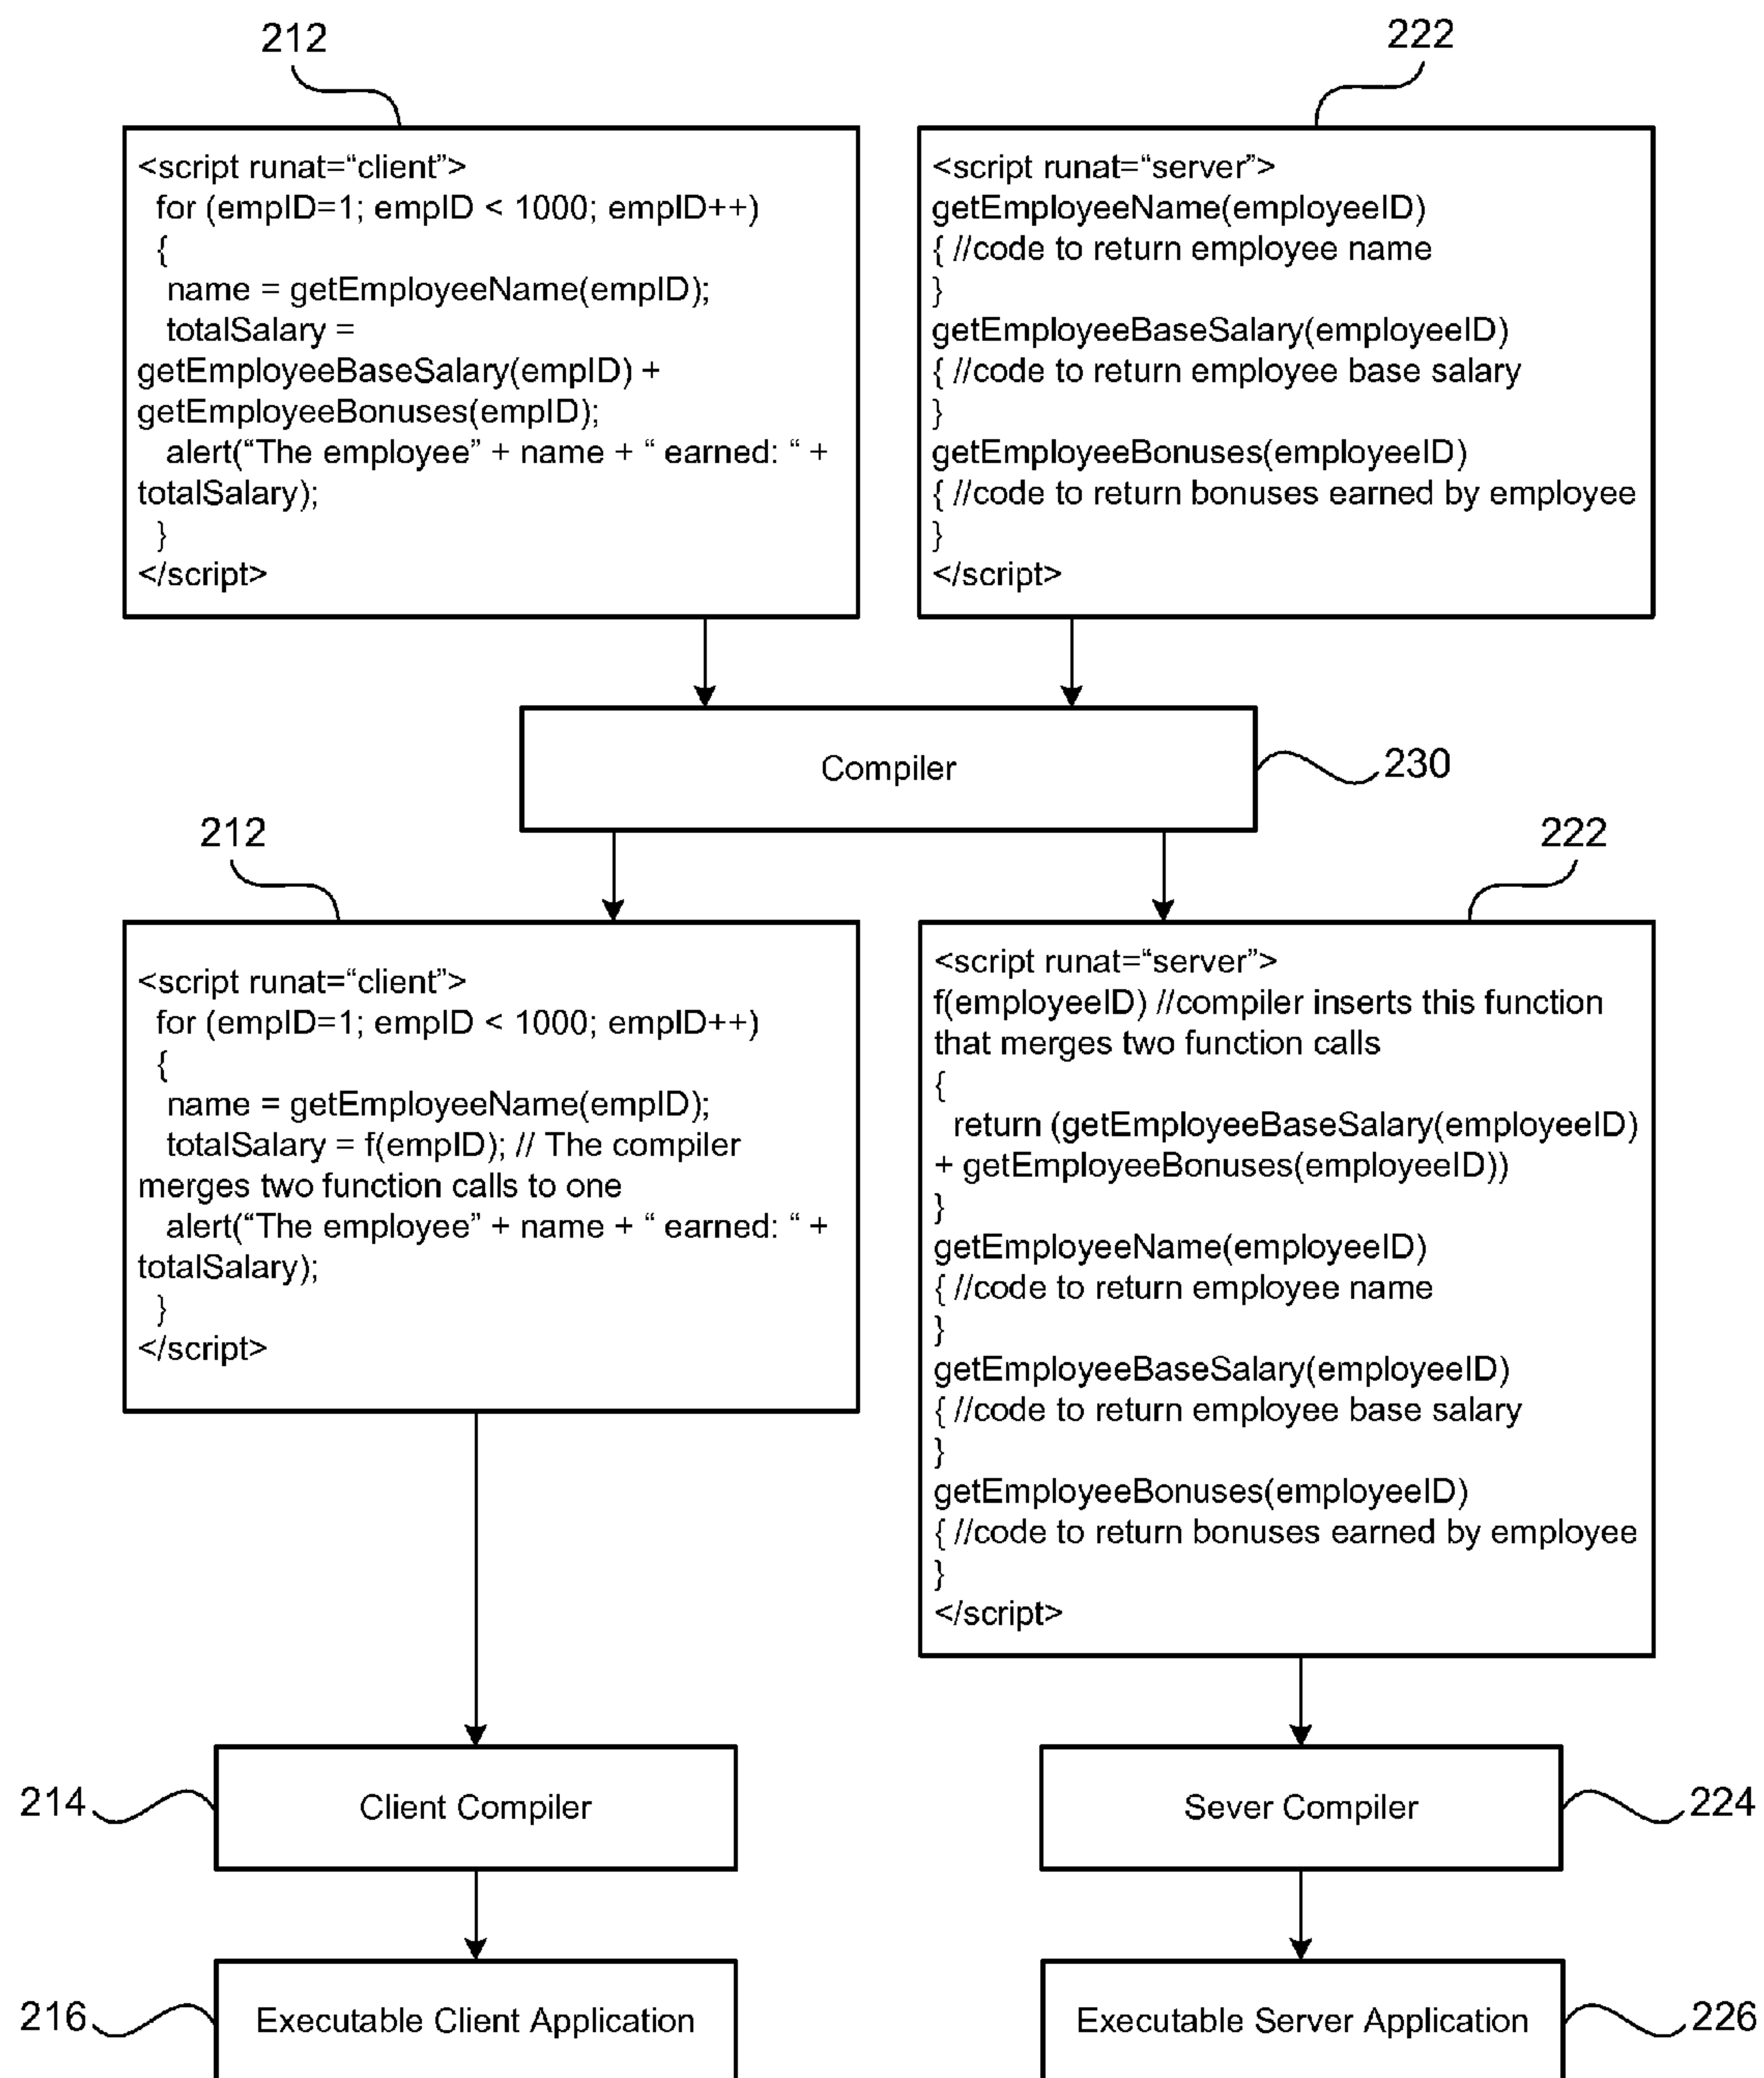 212
222
<script runat=“client”>
for (empID=1; empID < 1000; empID++)
{
name = getEmployeeName(empID);
totalSalary =
getEmployeeBaseSalary(empID) +
getEmployeeBonuses(empID);
alert(“The employee” + name + “ earned: “ +
totalSalary);
}
</script>
<script runat=“server”>
getEmployeeName(employeeID)
{ //code to return employee name
}
getEmployeeBaseSalary(employeeID)
{ //code to return employee base salary
}
getEmployeeBonuses(employeeID)
{ //code to return bonuses earned by employee
}
</script>
Compiler
230
212
222
<script runat=“client”>
for (empID=1; empID < 1000; empID++)
{
name = getEmployeeName(empID);
totalSalary = f(empID); // The compiler
merges two function calls to one
alert(“The employee” + name + “ earned: “ +
totalSalary);
}
</script>
<script runat=“server”>
f(employeeID) //compiler inserts this function
that merges two function calls
{
return (getEmployeeBaseSalary(employeeID)
+ getEmployeeBonuses(employeeID))
}
getEmployeeName(employeeID)
{ //code to return employee name
}
getEmployeeBaseSalary(employeeID)
{ //code to return employee base salary
}
getEmployeeBonuses(employeeID)
{ //code to return bonuses earned by employee
}
</script>
214
Client Compiler
Sever Compiler
224
216
Executable Client Application
Executable Server Application
226